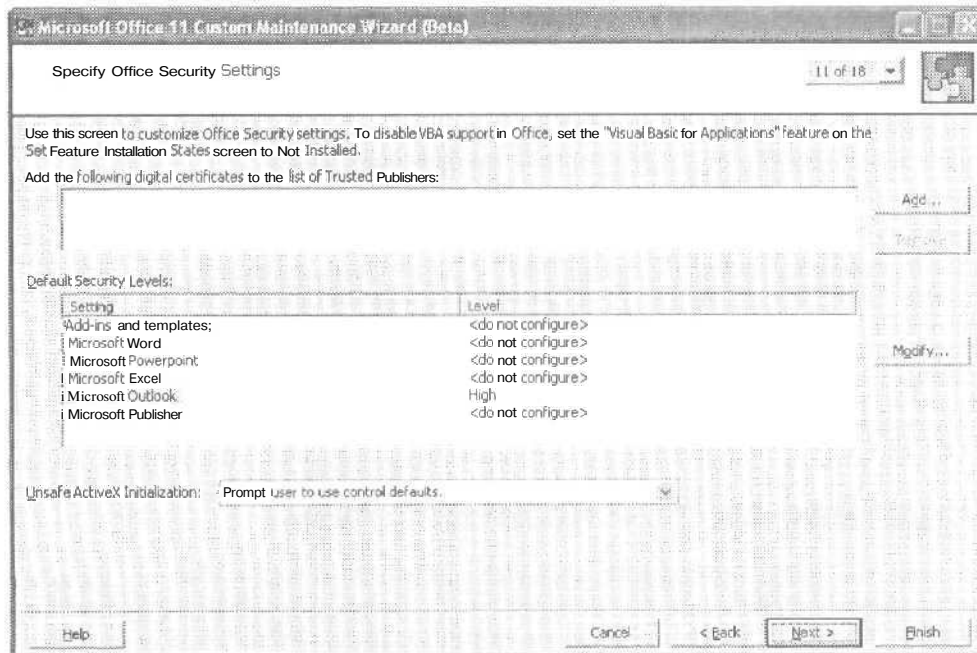 Microsoft Office 11 Custom Maintenance Wizard (Beta)
Specify Office Security Settings
11 of 18
Use this screen to customize Office Security settings. To disable VBA support in Office, set the "Visual Basic for Applications" feature on the
Set Feature Installation States screen to Not Installed.
Add the following digital certificates to the list of Trusted Publishers:
Add...
Remove
Default Security Levels:
Setting Level
Add-ins and templates; <do not configure>
Microsoft Word <do not configure>
Microsoft Powerpoint <do not configure>
Microsoft Excel <do not configure>
Microsoft Outlook High
Microsoft Publisher <do not configure>
Modify...
Unsafe ActiveX Initialization: Prompt user to use control defaults.
Help Cancel < Back Next > Finish